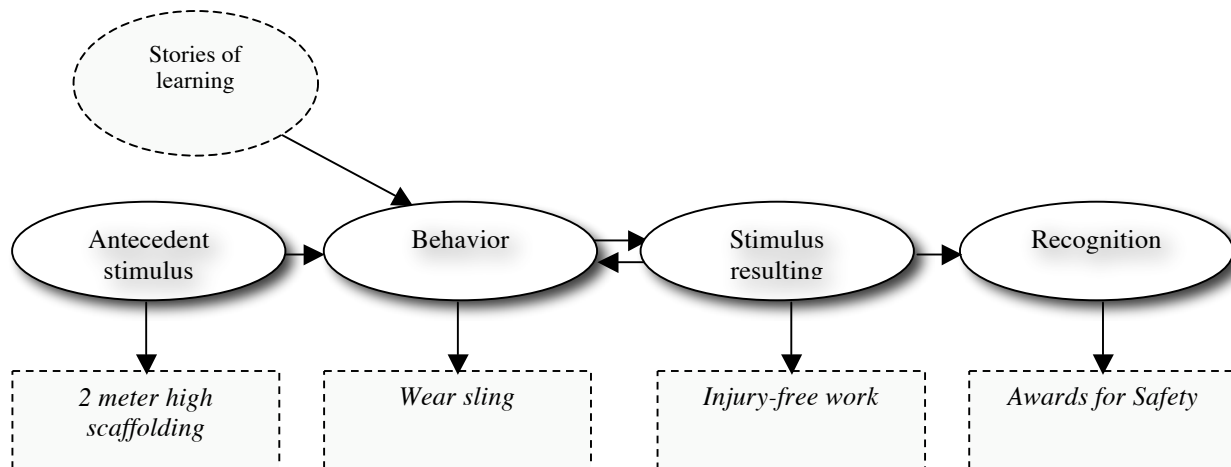 Stories of
learning
Antecedent
stimulus
Behavior
Stimulus
resulting
Recognition
2 meter high
scaffolding
Wear sling
Injury-free work
Awards for Safety